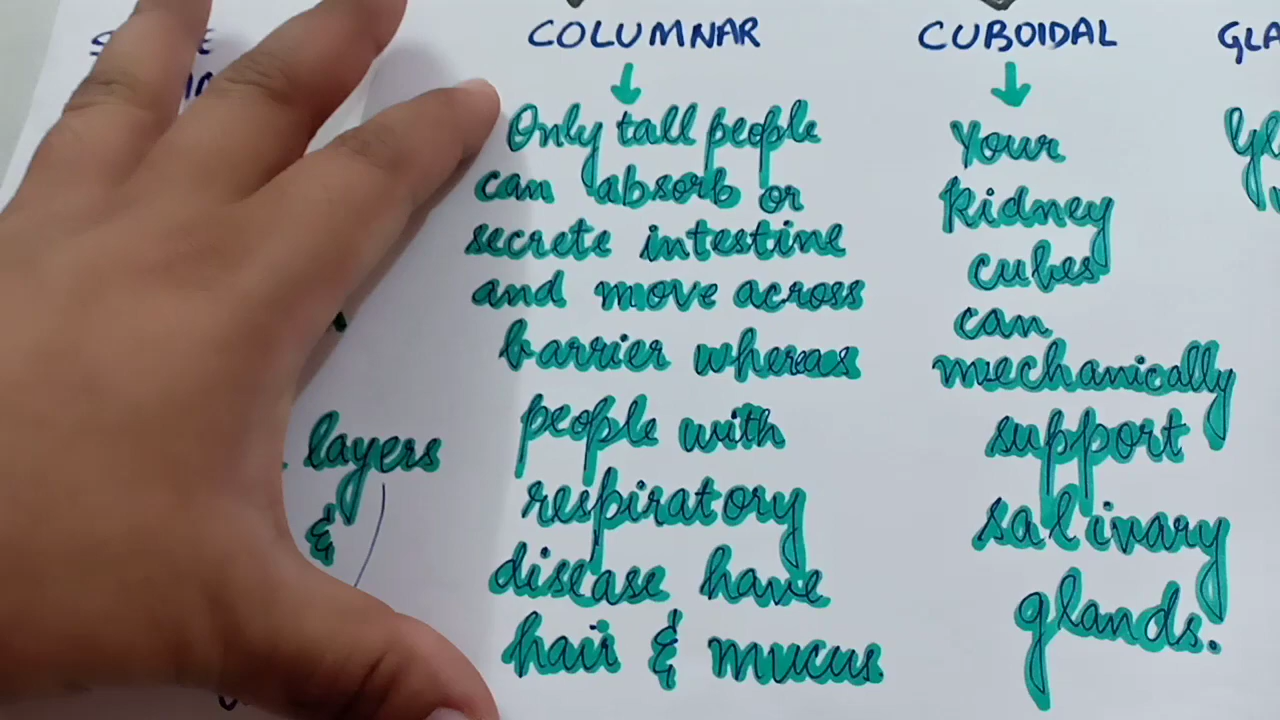 COLUMNAR
Only tall people
can absorb or
secrete intestine
and move across
barrier whereas
people with
respiratory
disease have
hair & mucus.
CUBOIDAL
Your
Kidney
cubes
can
mechanically
support
salivary
glands.
layers
&